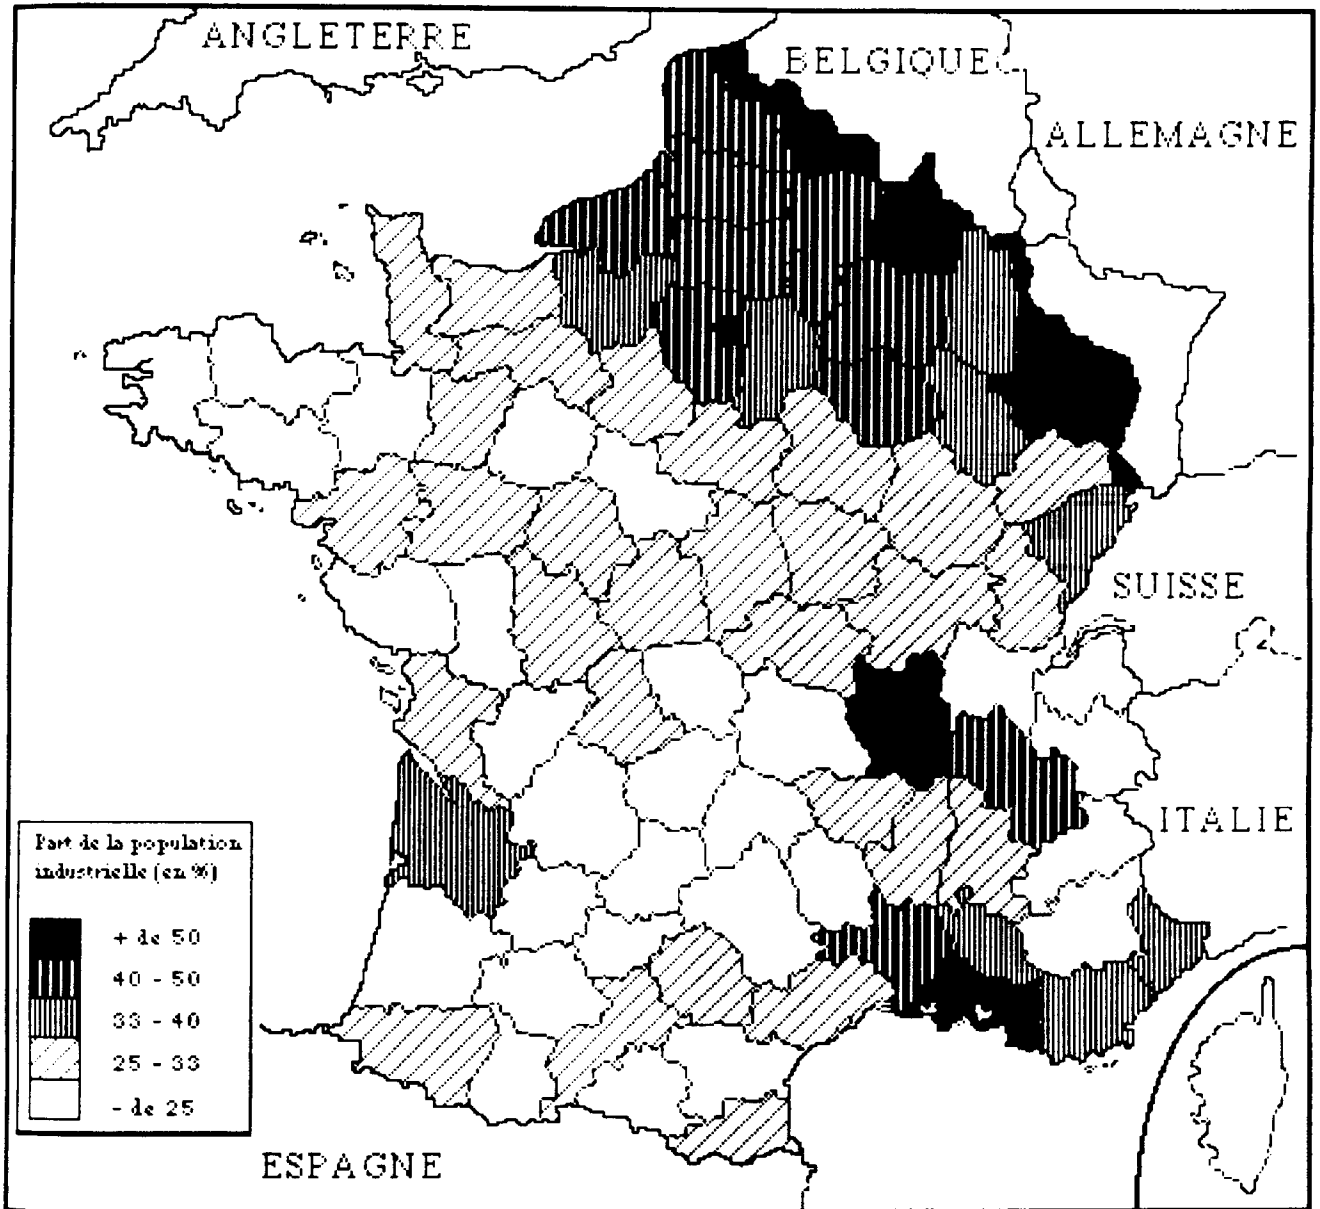 ANGLETERRE
BELGIQUE
ALLEMAGNE
SUISSE
ITALIE
Part de la population
industrielle (en %)
+ de 50
40 - 50
33 - 40
25 - 33
- de 25
ESPAGNE